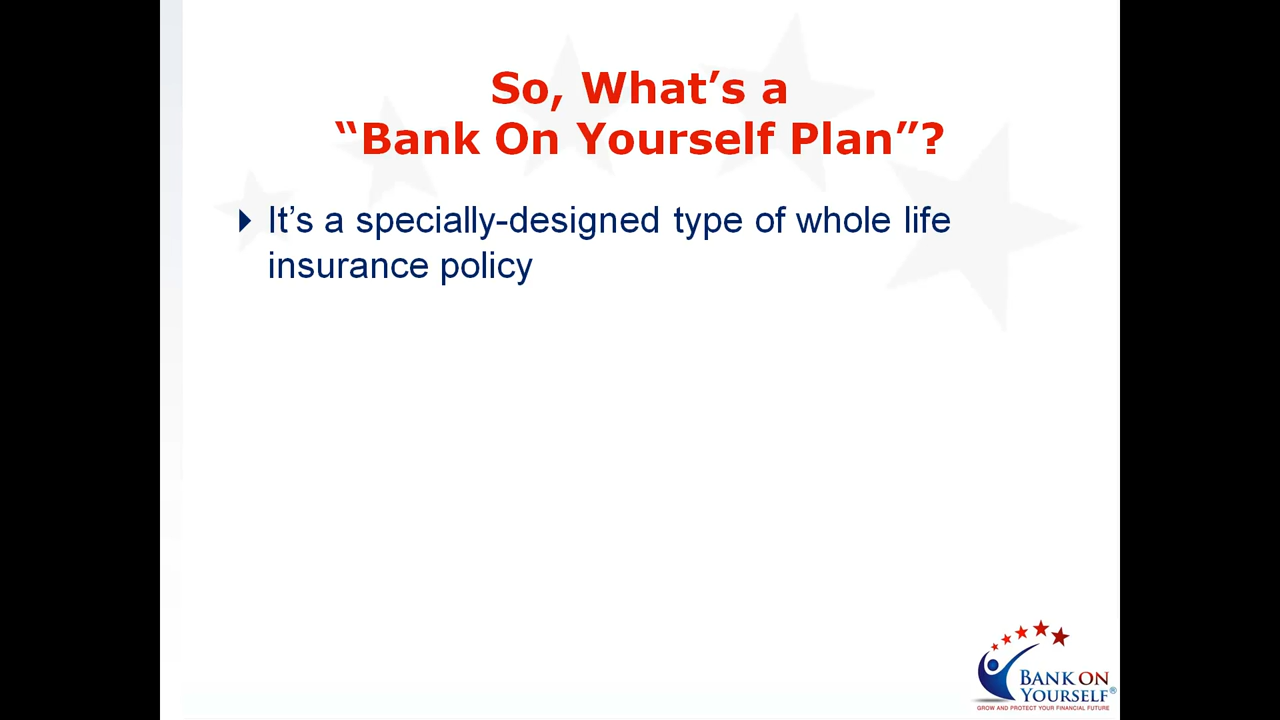 So, What’s a
“Bank On Yourself Plan”?
It’s a specially-designed type of whole life
insurance policy
BANK ON
YOURSELF®
GROW AND PROTECT YOUR FINANCIAL FUTURE